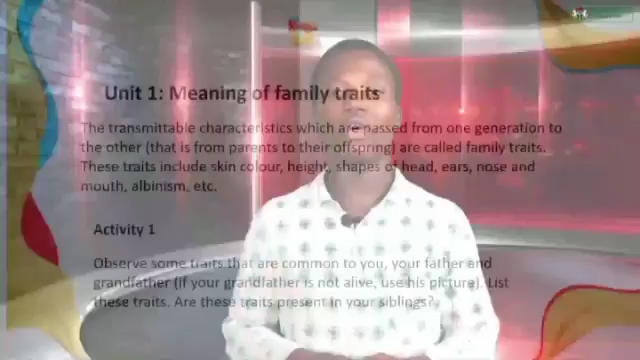 Unit 1: Meaning of family traits
The transmittable characteristics which are passed from one generation to
the other (that is from parents to their offspring) are called family traits.
These traits include skin colour, height, shapes of head, ears, nose and
mouth, albinism, etc.
Activity 1
Observe some traits that are common to you, your father and
grandfather (if your grandfather is not alive, use his picture). List
these traits. Are these traits present in your siblings?